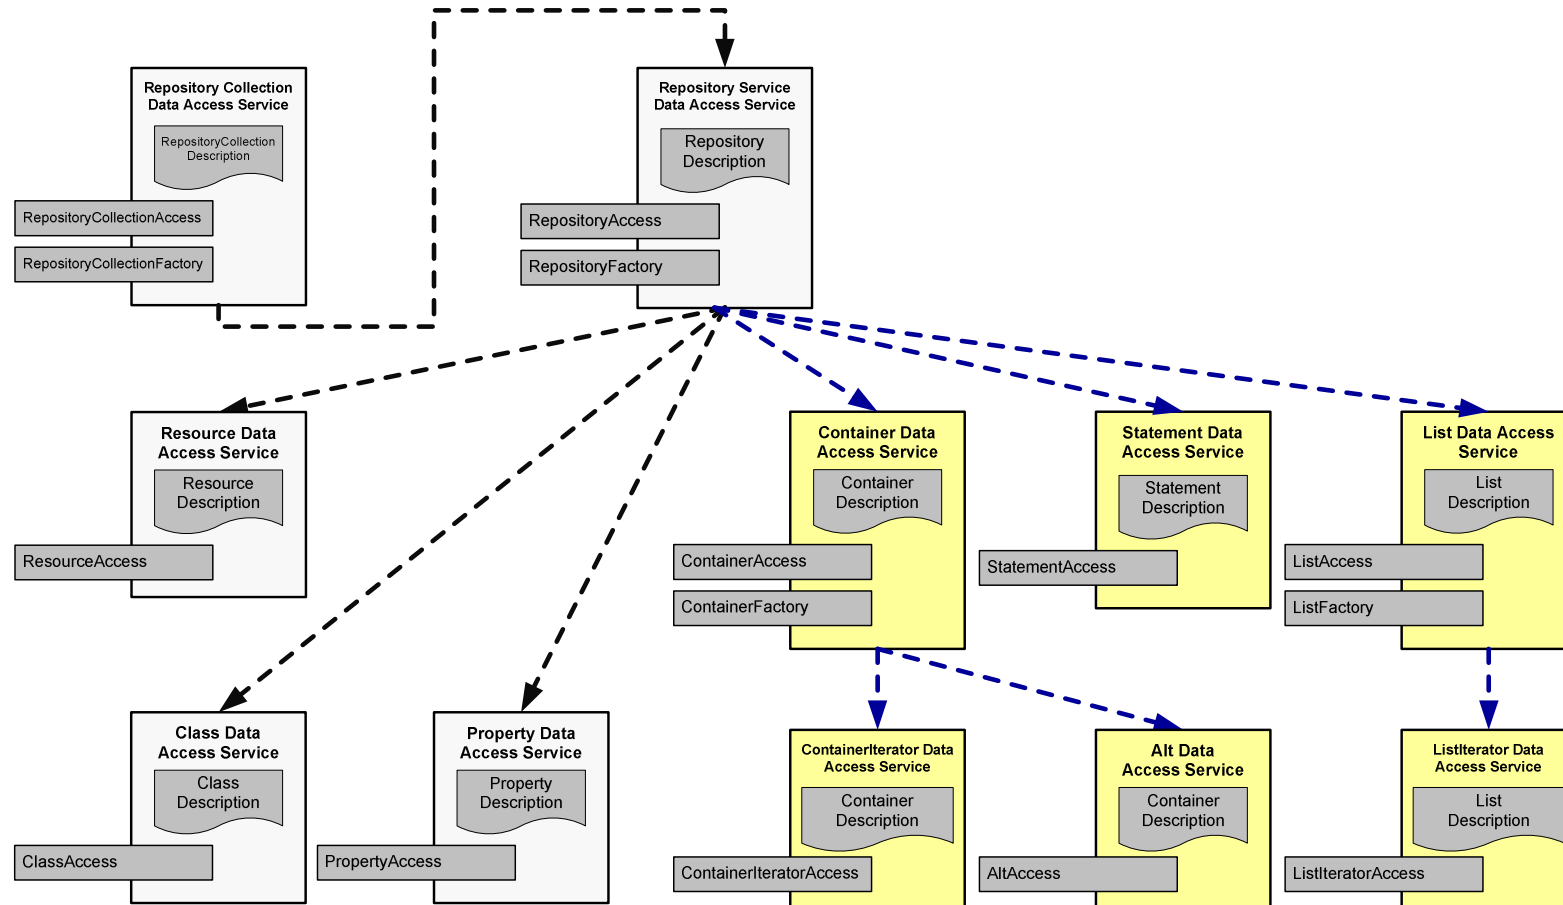 Repository Collection
Data Access Service
RepositoryCollection
Description
RepositoryCollectionAccess
RepositoryCollectionFactory
Repository Service
Data Access Service
Repository
Description
RepositoryAccess
RepositoryFactory
Resource Data
Access Service
Resource
Description
ResourceAccess
Container Data
Access Service
Container
Description
ContainerAccess
ContainerFactory
Statement Data
Access Service
Statement
Description
StatementAccess
List Data Access
Service
List
Description
ListAccess
ListFactory
Class Data
Access Service
Class
Description
ClassAccess
Property Data
Access Service
Property
Description
PropertyAccess
ContainerIterator Data
Access Service
Container
Description
ContainerIteratorAccess
Alt Data
Access Service
Container
Description
AltAccess
ListIterator Data
Access Service
List
Description
ListIteratorAccess